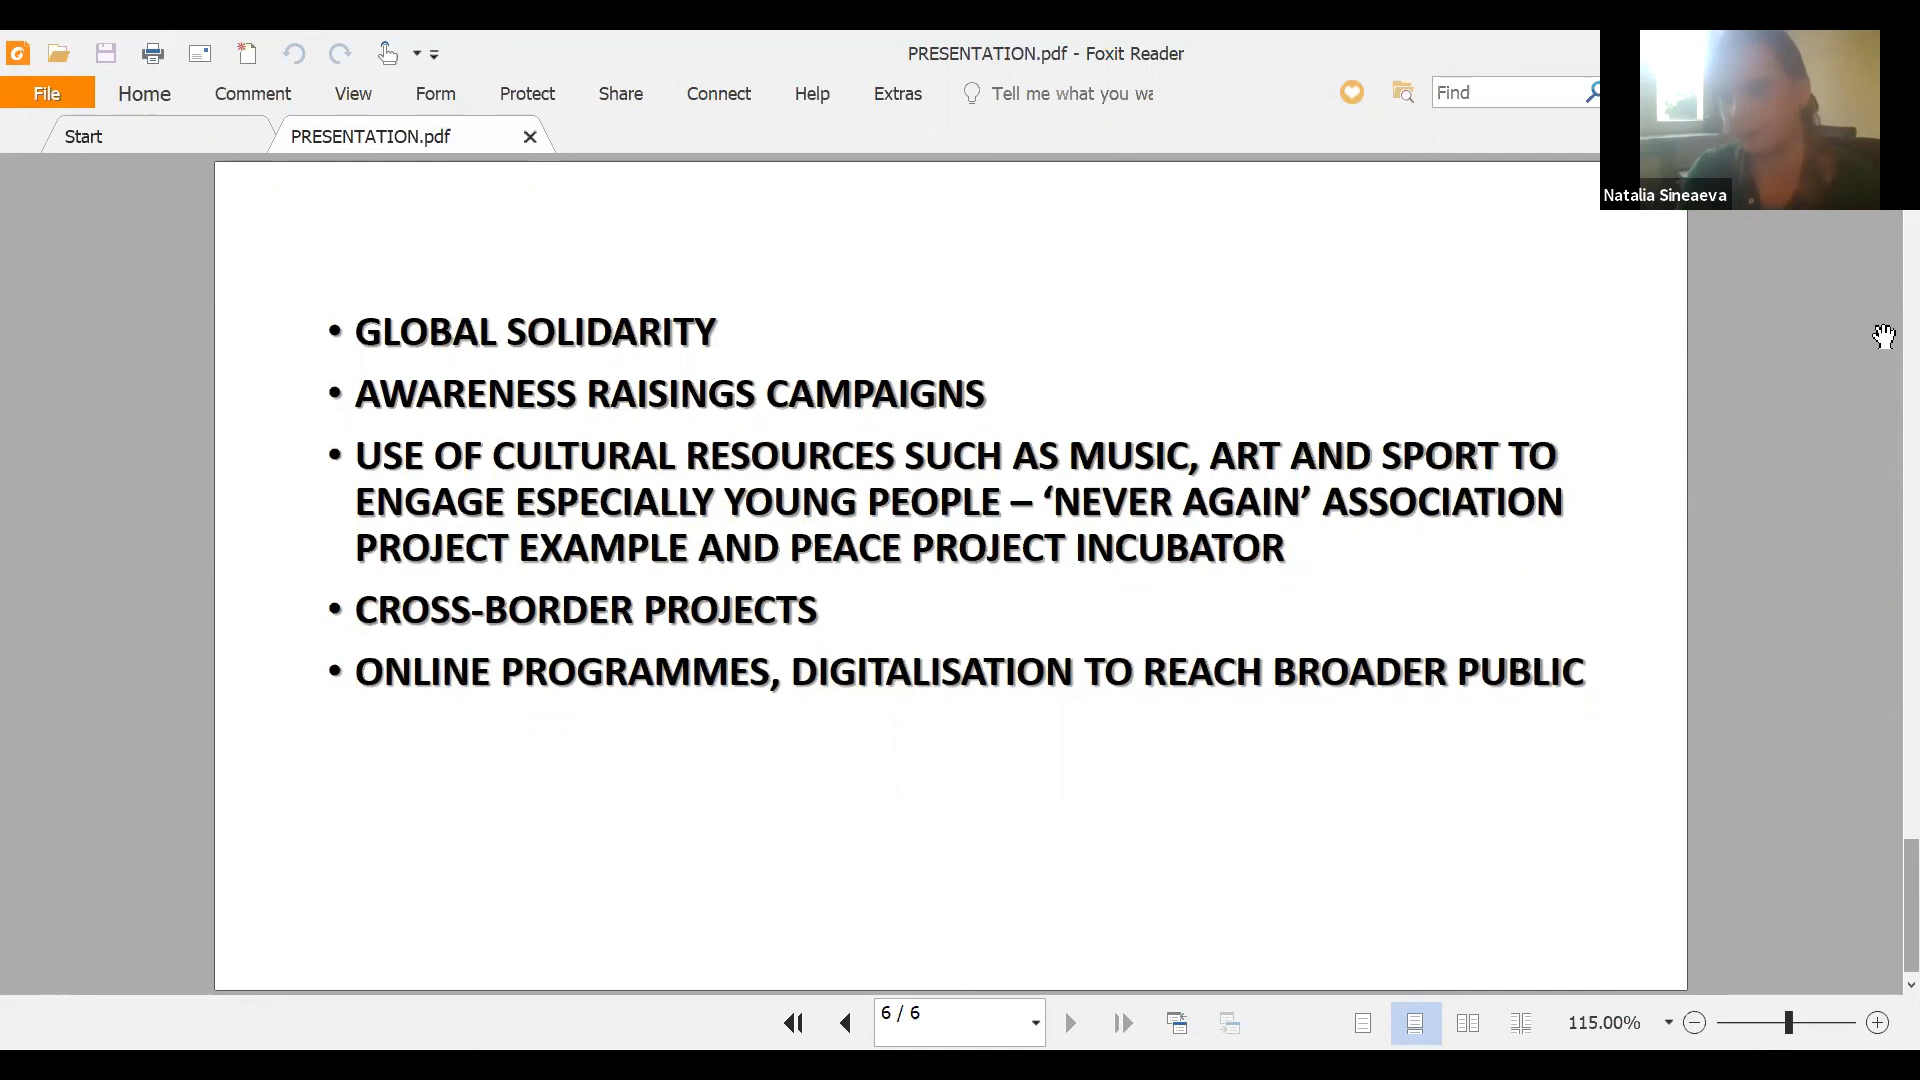 PRESENTATION.pdf - Foxit Reader
File Home Comment View Form Protect Share Connect Help Extras Tell me what you wa Find
Start PRESENTATION.pdf
Natalia Sineaeva
• GLOBAL SOLIDARITY
• AWARENESS RAISINGS CAMPAIGNS
• USE OF CULTURAL RESOURCES SUCH AS MUSIC, ART AND SPORT TO
ENGAGE ESPECIALLY YOUNG PEOPLE – ‘NEVER AGAIN’ ASSOCIATION
PROJECT EXAMPLE AND PEACE PROJECT INCUBATOR
• CROSS-BORDER PROJECTS
• ONLINE PROGRAMMES, DIGITALISATION TO REACH BROADER PUBLIC
6 / 6 115.00%